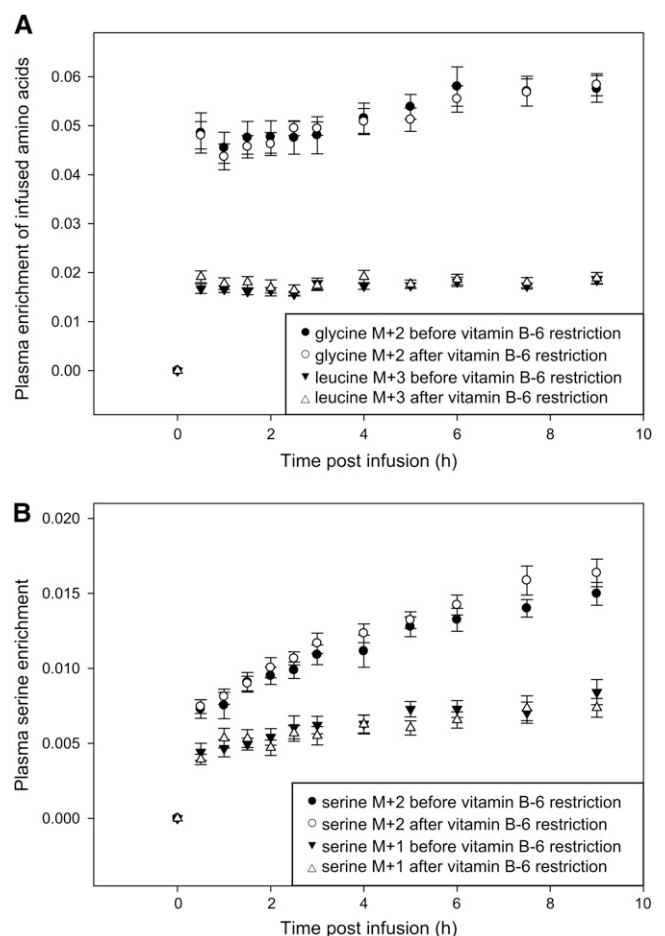 A
Plasma enrichment of infused amino acids
0.06
0.05
0.04
0.03
0.02
0.01
0.00
glycine M+2 before vitamin B-6 restriction
glycine M+2 after vitamin B-6 restriction
leucine M+3 before vitamin B-6 restriction
leucine M+3 after vitamin B-6 restriction
0 2 4 6 8 10
Time post infusion (h)
B
Plasma serine enrichment
0.020
0.015
0.010
0.005
0.000
serine M+2 before vitamin B-6 restriction
serine M+2 after vitamin B-6 restriction
serine M+1 before vitamin B-6 restriction
serine M+1 after vitamin B-6 restriction
0 2 4 6 8 10
Time post infusion (h)